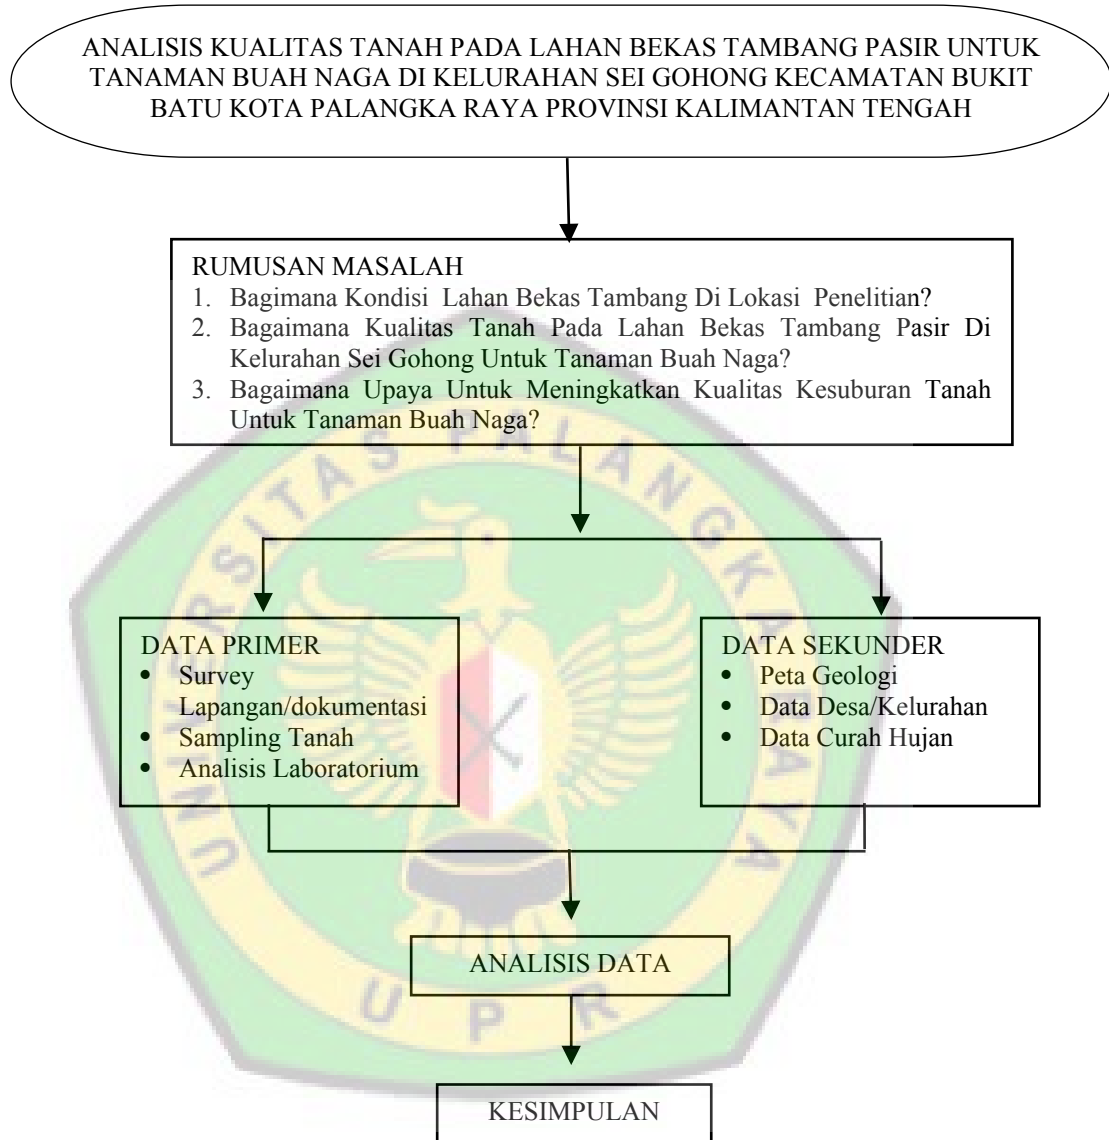 ANALISIS KUALITAS TANAH PADA LAHAN BEKAS TAMBANG PASIR UNTUK
TANAMAN BUAH NAGA DI KELURAHAN SEI GOHONG KECAMATAN BUKIT
BATU KOTA PALANGKA RAYA PROVINSI KALIMANTAN TENGAH
RUMUSAN MASALAH
1. Bagimana Kondisi Lahan Bekas Tambang Di Lokasi Penelitian?
2. Bagaimana Kualitas Tanah Pada Lahan Bekas Tambang Pasir Di
Kelurahan Sei Gohong Untuk Tanaman Buah Naga?
3. Bagaimana Upaya Untuk Meningkatkan Kualitas Kesuburan Tanah
Untuk Tanaman Buah Naga?
DATA PRIMER
• Survey
Lapangan/dokumentasi
• Sampling Tanah
• Analisis Laboratorium
DATA SEKUNDER
• Peta Geologi
• Data Desa/Kelurahan
• Data Curah Hujan
ANALISIS DATA
KESIMPULAN
UNIVERSITAS PALANGKA RAYA
UPR